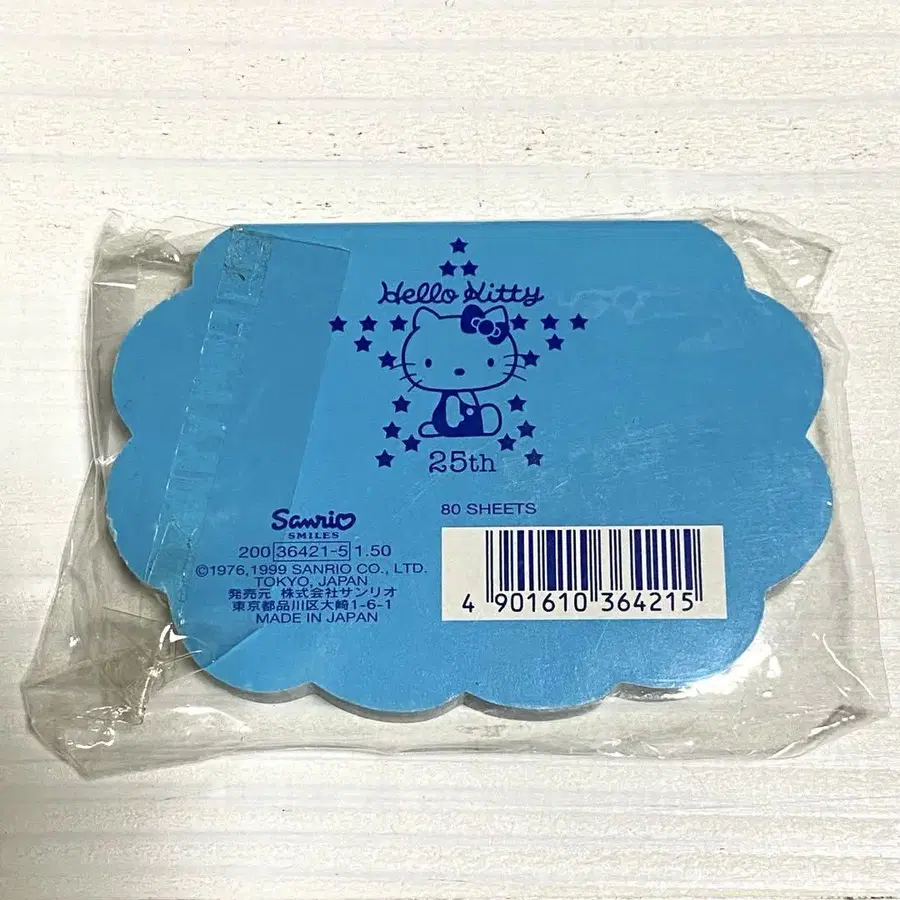 Hello Kitty
25th
80 SHEETS
Sanrio
SMILES
200 36421-5 1.50
©1976,1999 SANRIO CO., LTD.
TOKYO, JAPAN
発売元 株式会社サンリオ
東京都品川区大崎1-6-1
MADE IN JAPAN
4 901610 364215